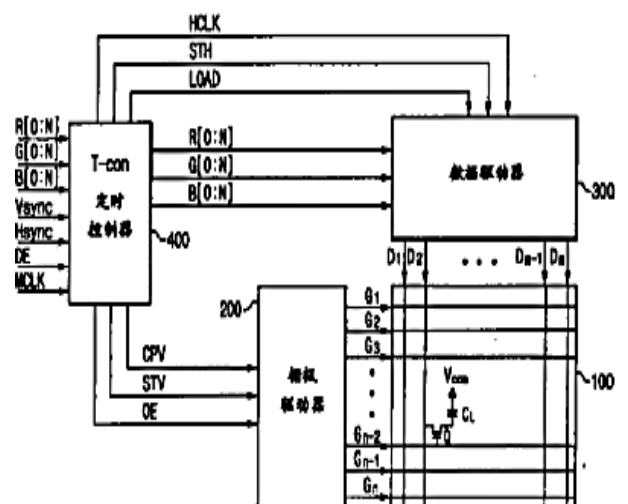 HCLK
STH
LOAD
R[0:N]
G[0:N]
B[0:N]
Vsync
Hsync
DE
MCLK
T-con
定时
控制器
400
R[0:N]
G[0:N]
B[0:N]
数据驱动器
300
D1 D2 ... Dm-1 Dm
200
CPV
STV
OE
栅极
驱动器
G1
G2
G3
Gn-2
Gn-1
Gn
Vcom
CL
Q
100